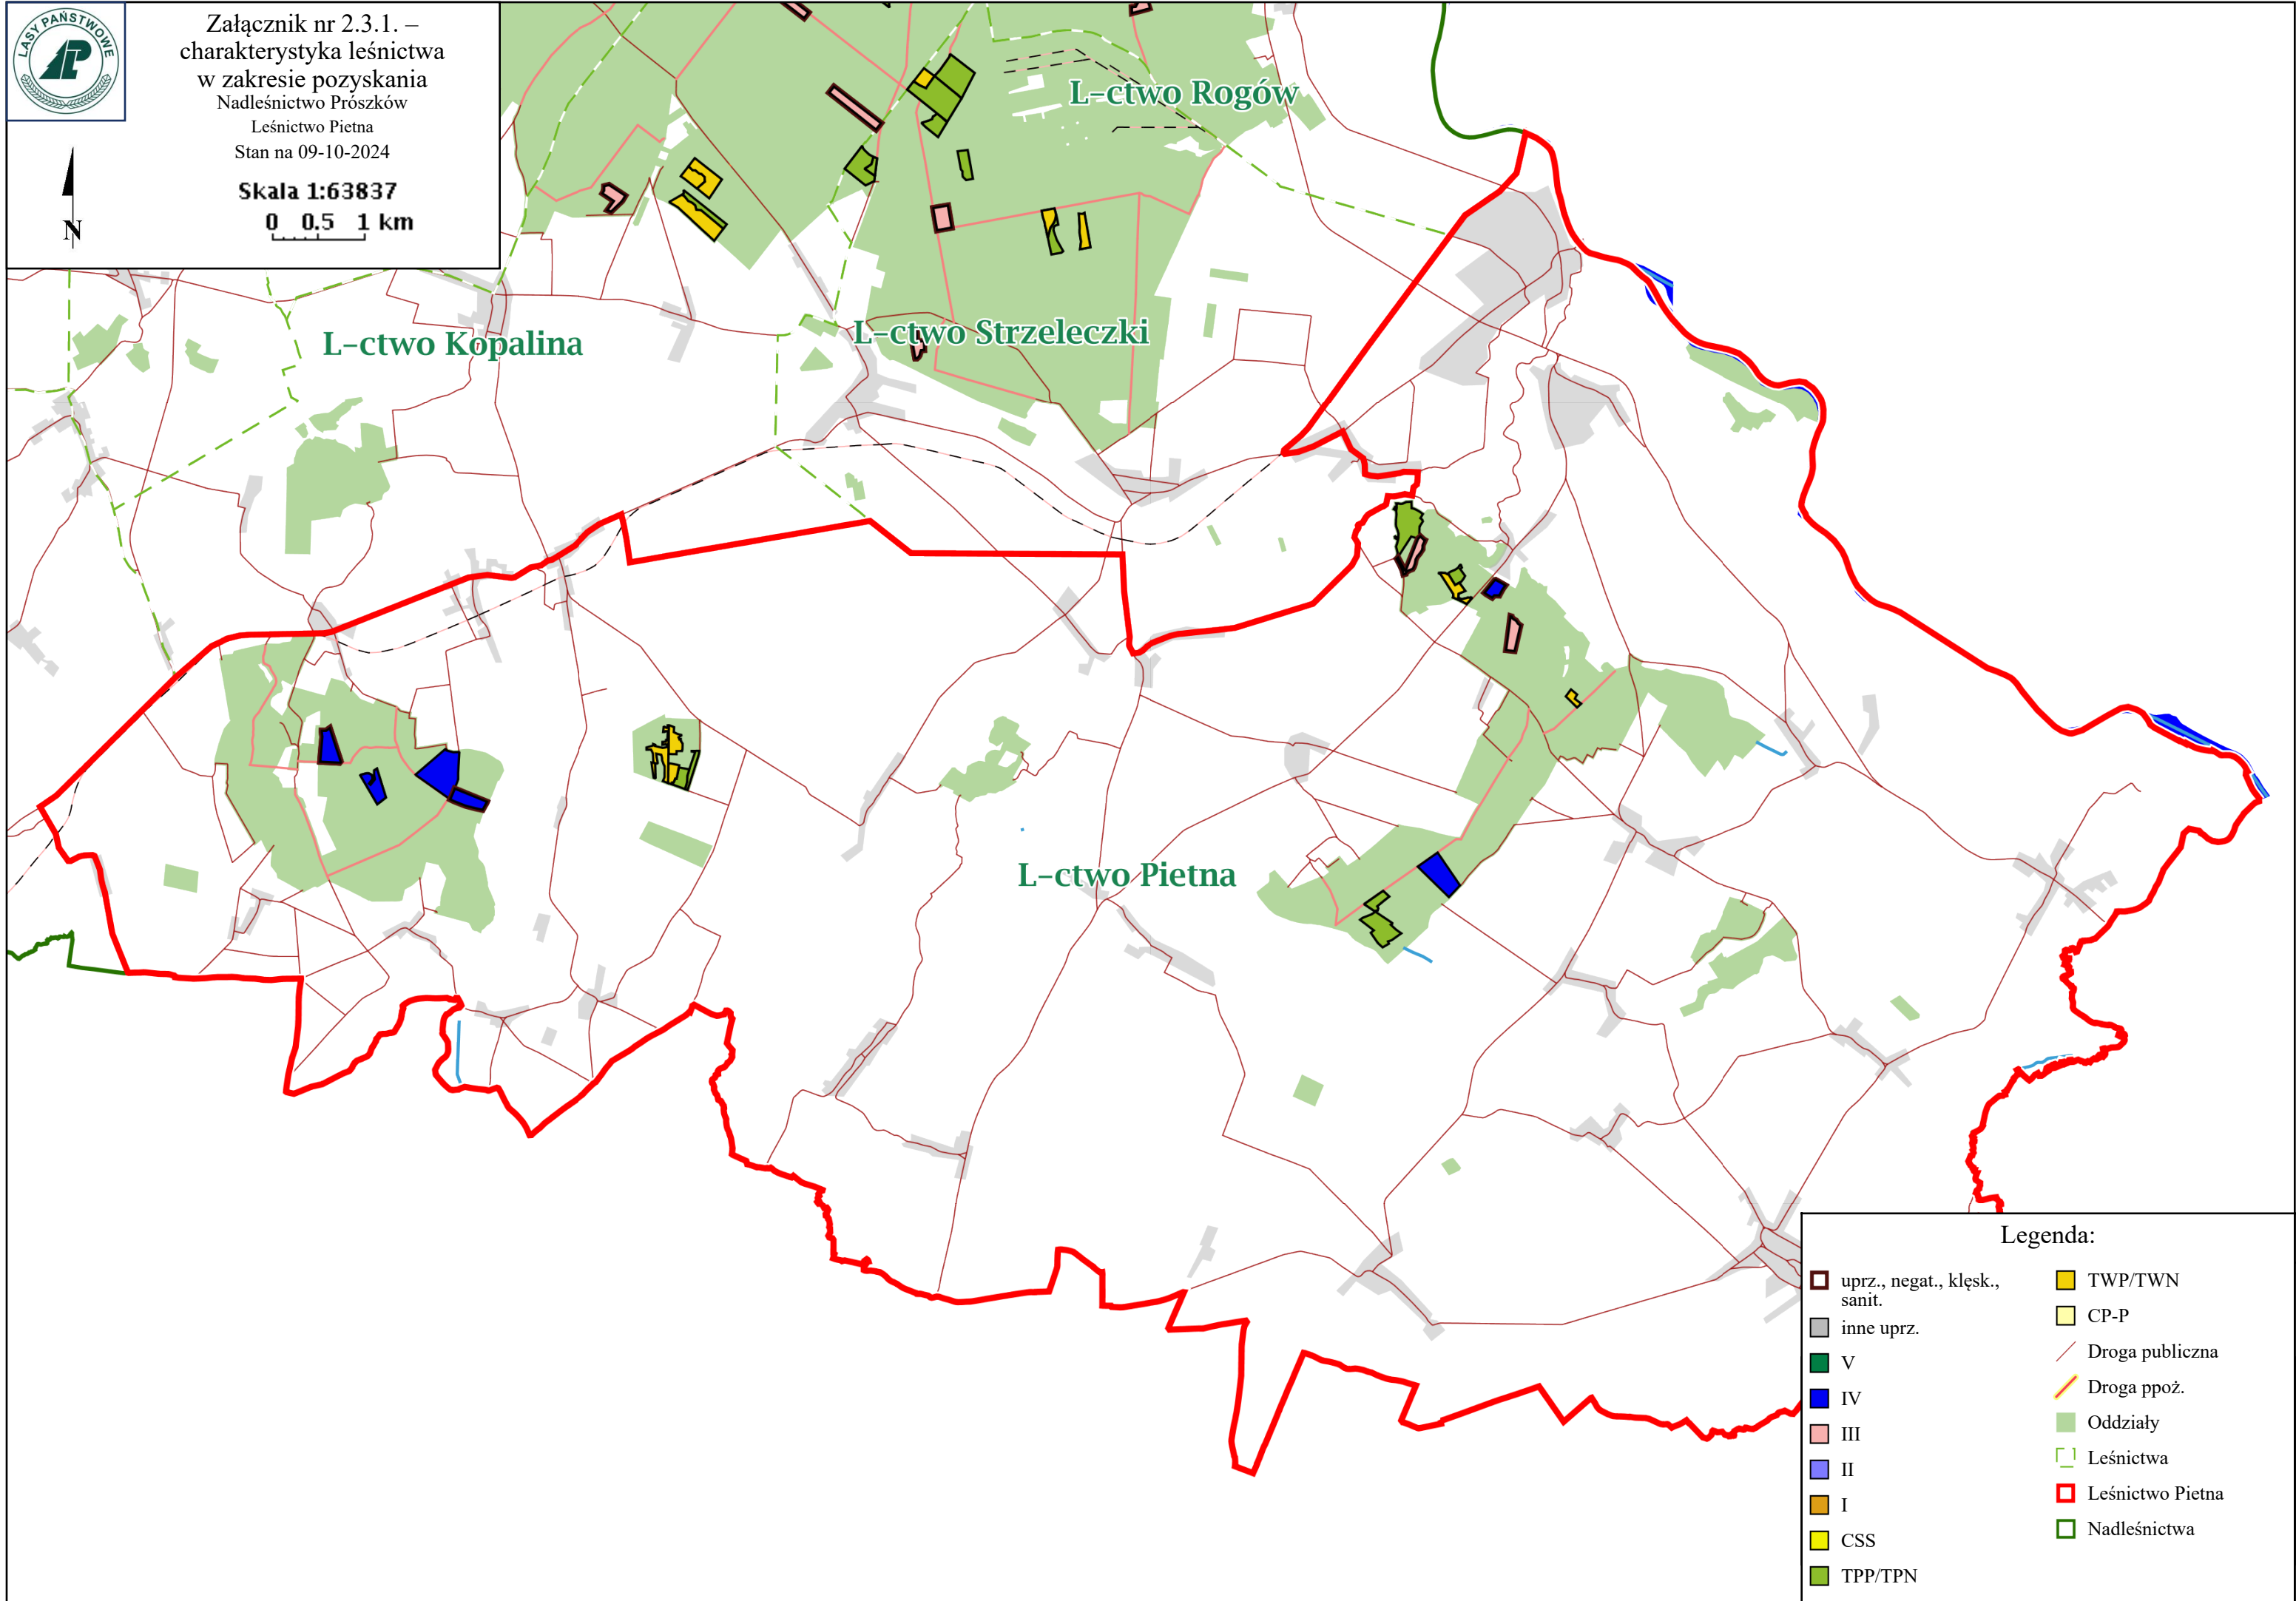 LASY PAŃSTWOWE
Załącznik nr 2.3.1. –
charakterystyka leśnictwa
w zakresie pozyskania
Nadleśnictwo Prószków
Leśnictwo Pietna
Stan na 09-10-2024
Skala 1:63837
0 0.5 1 km
N
L-ctwo Rogów
L-ctwo Strzeleczki
L-ctwo Kopalina
L-ctwo Pietna
Legenda:
uprz., negat., klęsk.,
sanit.
inne uprz.
V
IV
III
II
I
CSS
TPP/TPN
TWP/TWN
CP-P
Droga publiczna
Droga ppoż.
Oddziały
Leśnictwa
Leśnictwo Pietna
Nadleśnictwa